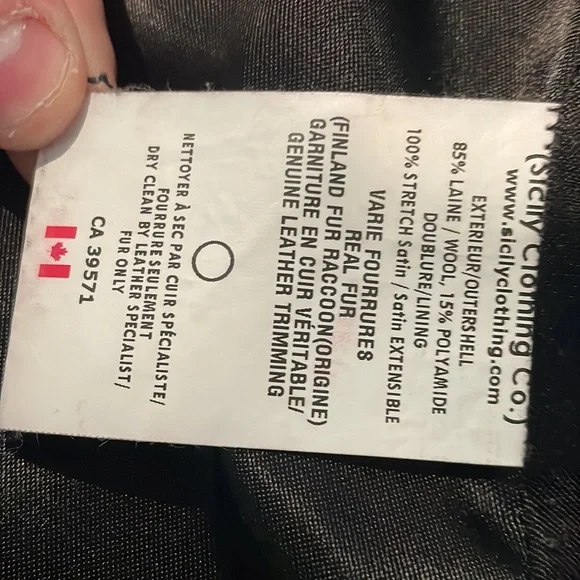 (Sicily Clothing Co.)
www.sicilyclothing.com
EXTERIEUR/OUTERSHELL
85% LAINE / WOOL, 15% POLYAMIDE
DOUBLURE/LINING
100% STRETCH Satin / Satin EXTENSIBLE
VARIE FOURRURE8
REAL FUR
(FINLAND FUR RACCOON(ORIGINE)
GARNITURE EN CUIR VÉRITABLE/
GENUINE LEATHER TRIMMING
NETTOYER À SEC PAR CUIR SPÉCIALISTE/
FOURRURE SEULEMENT
DRY CLEAN BY LEATHER SPECIALIST/
FUR ONLY
CA 39571